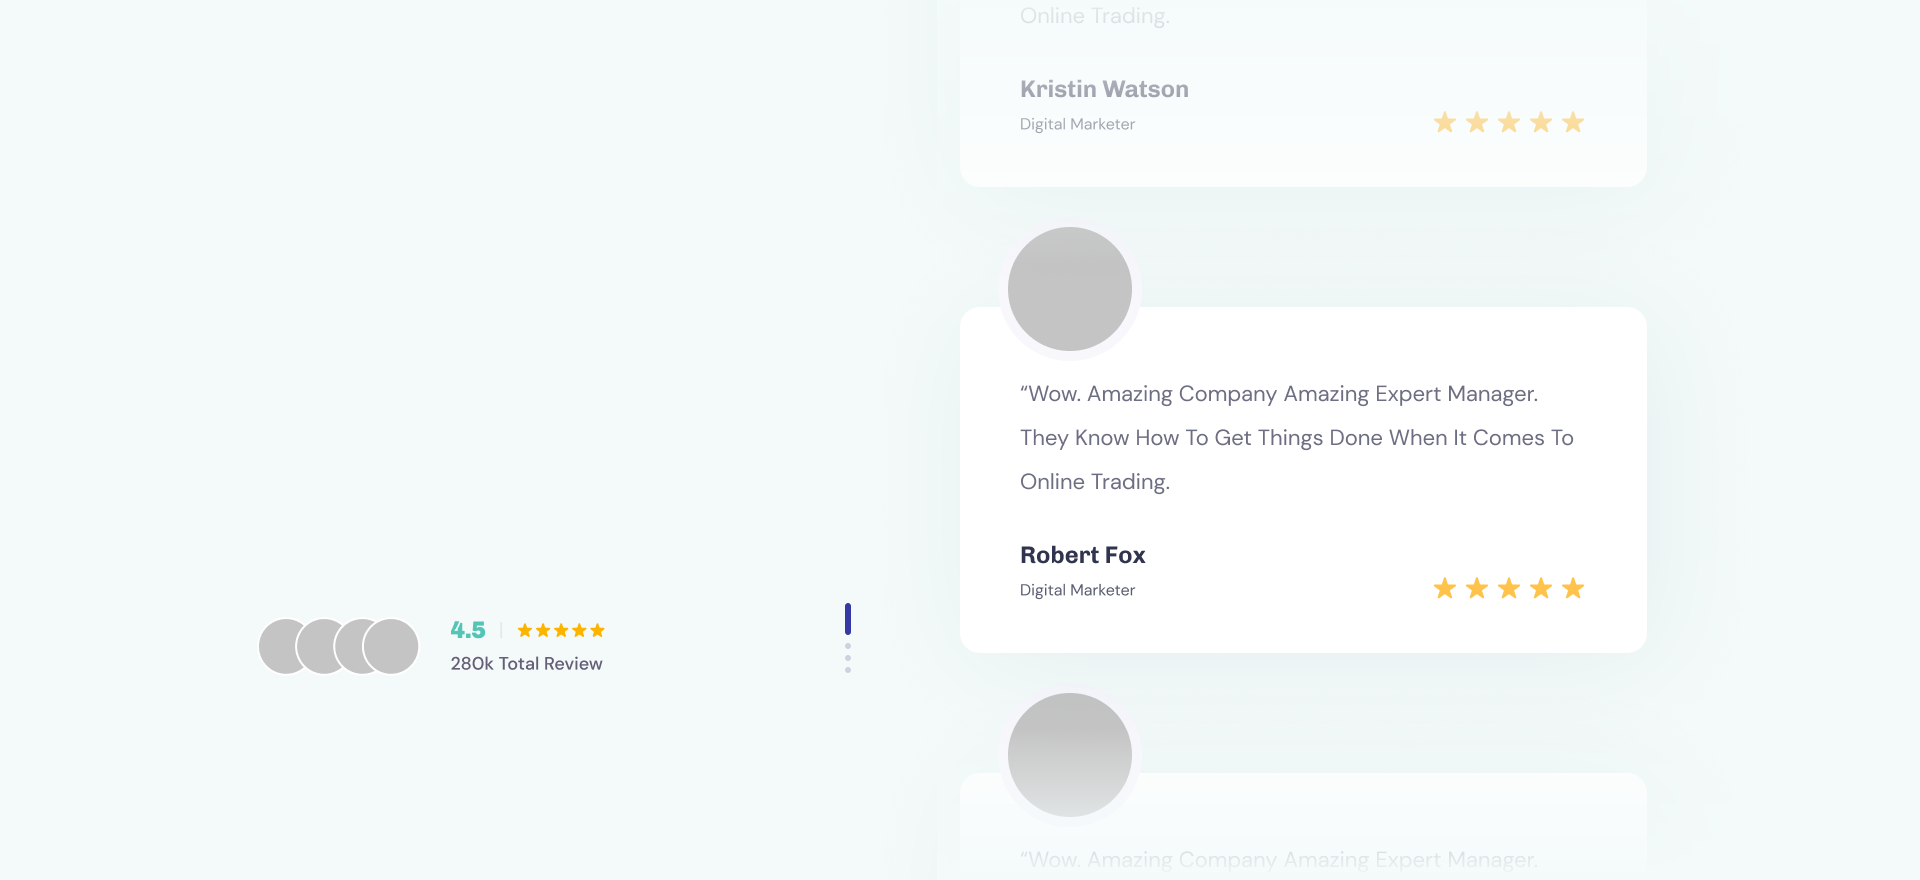 Online Trading.
Kristin Watson
Digital Marketer
“Wow. Amazing Company Amazing Expert Manager.
They Know How To Get Things Done When It Comes To
Online Trading.
Robert Fox
Digital Marketer
4.5
280k Total Review
“Wow. Amazing Company Amazing Expert Manager.